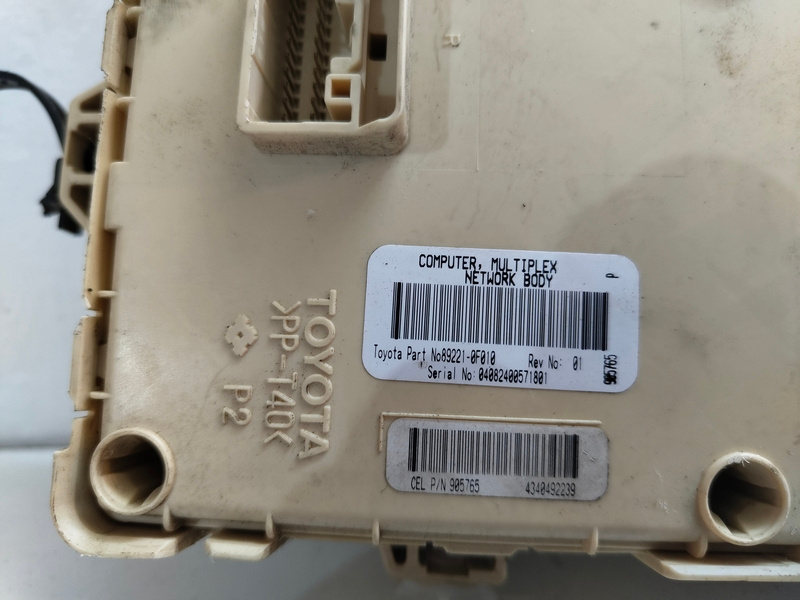 R
COMPUTER, MULTIPLEX
NETWORK BODY
P
Toyota Part No89221-0F010 Rev No: 01
Serial No: 04082400571801
905765
TOYOTA
>PP-T40<
P2
CEL P/N 905765 4340492239